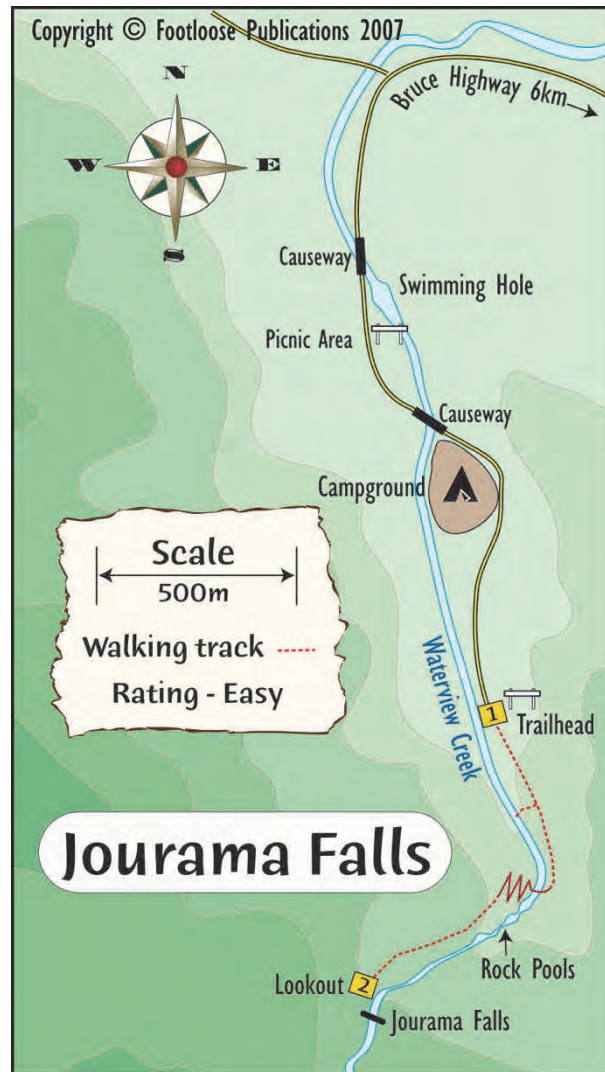 Copyright © Footloose Publications 2007
N
W
E
S
Bruce Highway 6km
Causeway
Swimming Hole
Picnic Area
Causeway
Campground
Scale
500m
Walking track
Rating - Easy
Waterview Creek
1
Trailhead
Jourama Falls
Rock Pools
Lookout
2
Jourama Falls